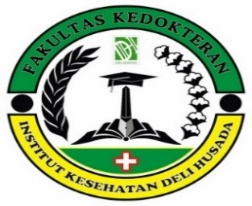 FAKULTAS KEDOKTERAN
INSTITUT KESEHATAN DELI HUSADA